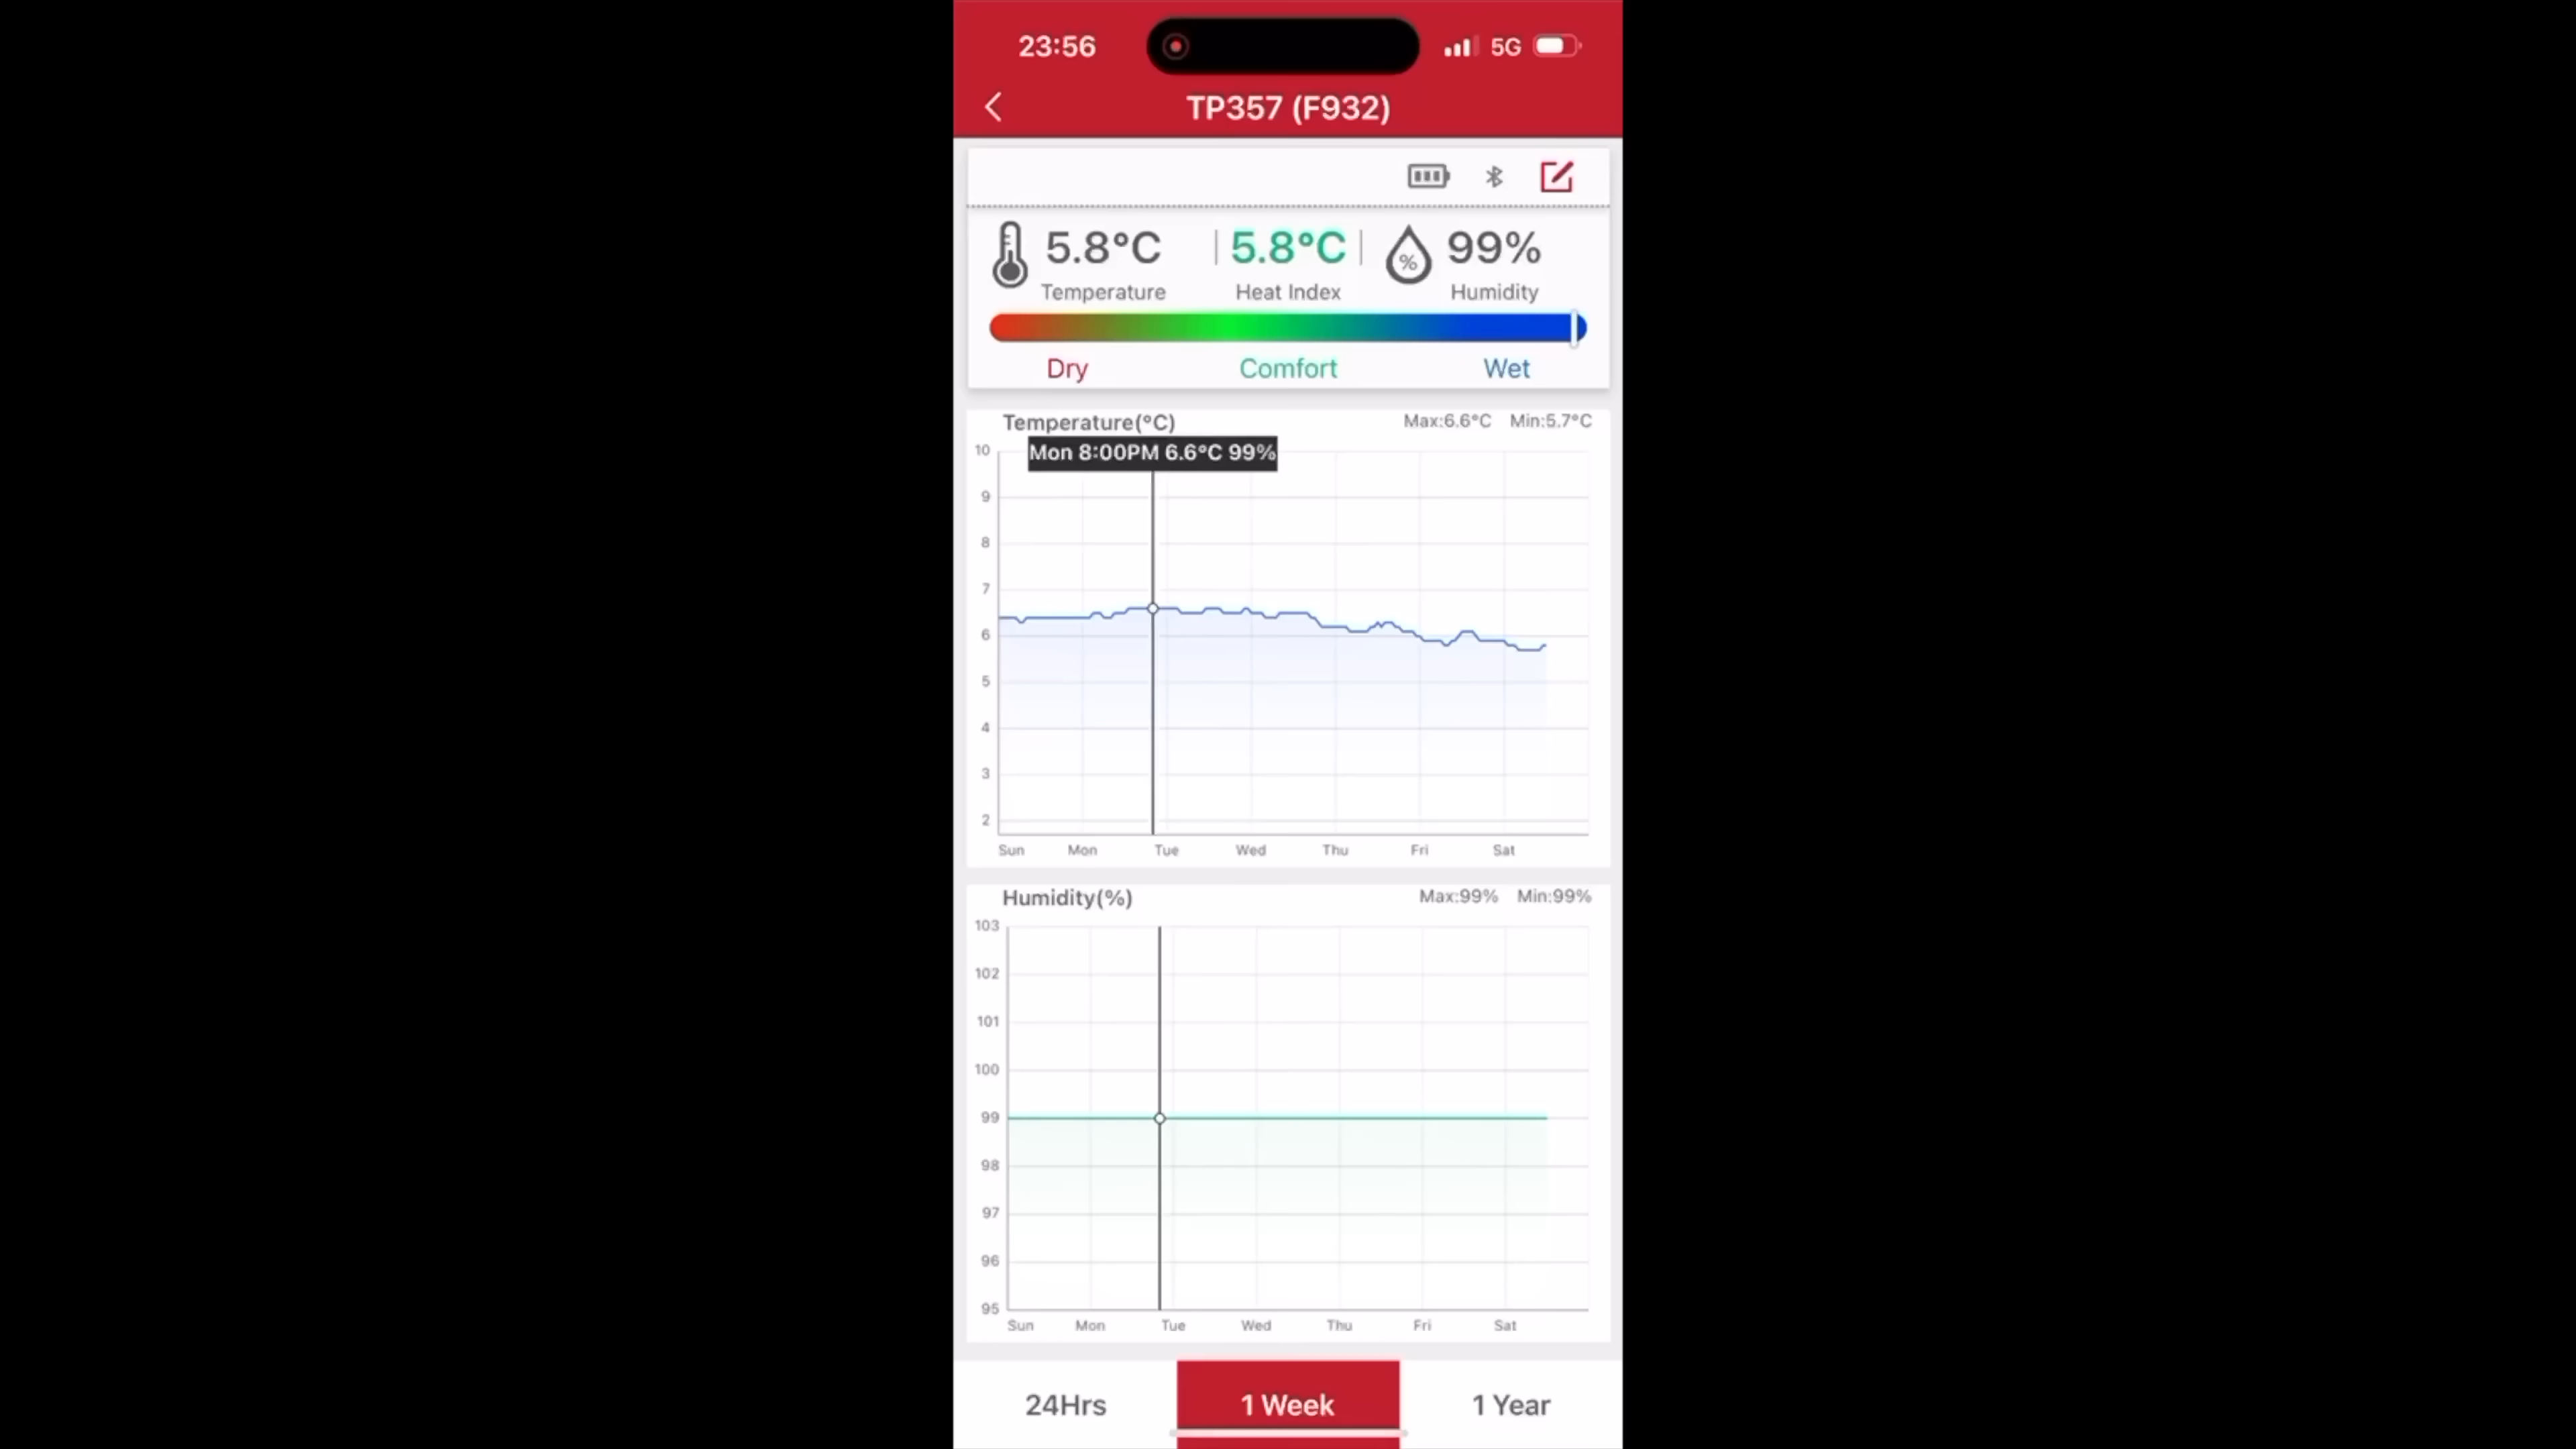 23:56 5G
TP357 (F932)
5.8°C 5.8°C % 99%
Temperature Heat Index Humidity
Dry Comfort Wet
Temperature(°C) Max:6.6°C Min:5.7°C
Mon 8:00PM 6.6°C 99%
10
9
8
7
6
5
4
3
2
Sun Mon Tue Wed Thu Fri Sat
Humidity(%) Max:99% Min:99%
103
102
101
100
99
98
97
96
95
Sun Mon Tue Wed Thu Fri Sat
24Hrs 1 Week 1 Year